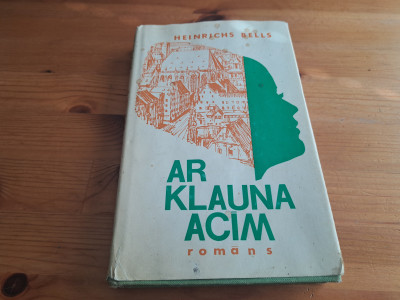 HEINRICHS BELLS
AR
KLAUNA
ACĪM
romāns